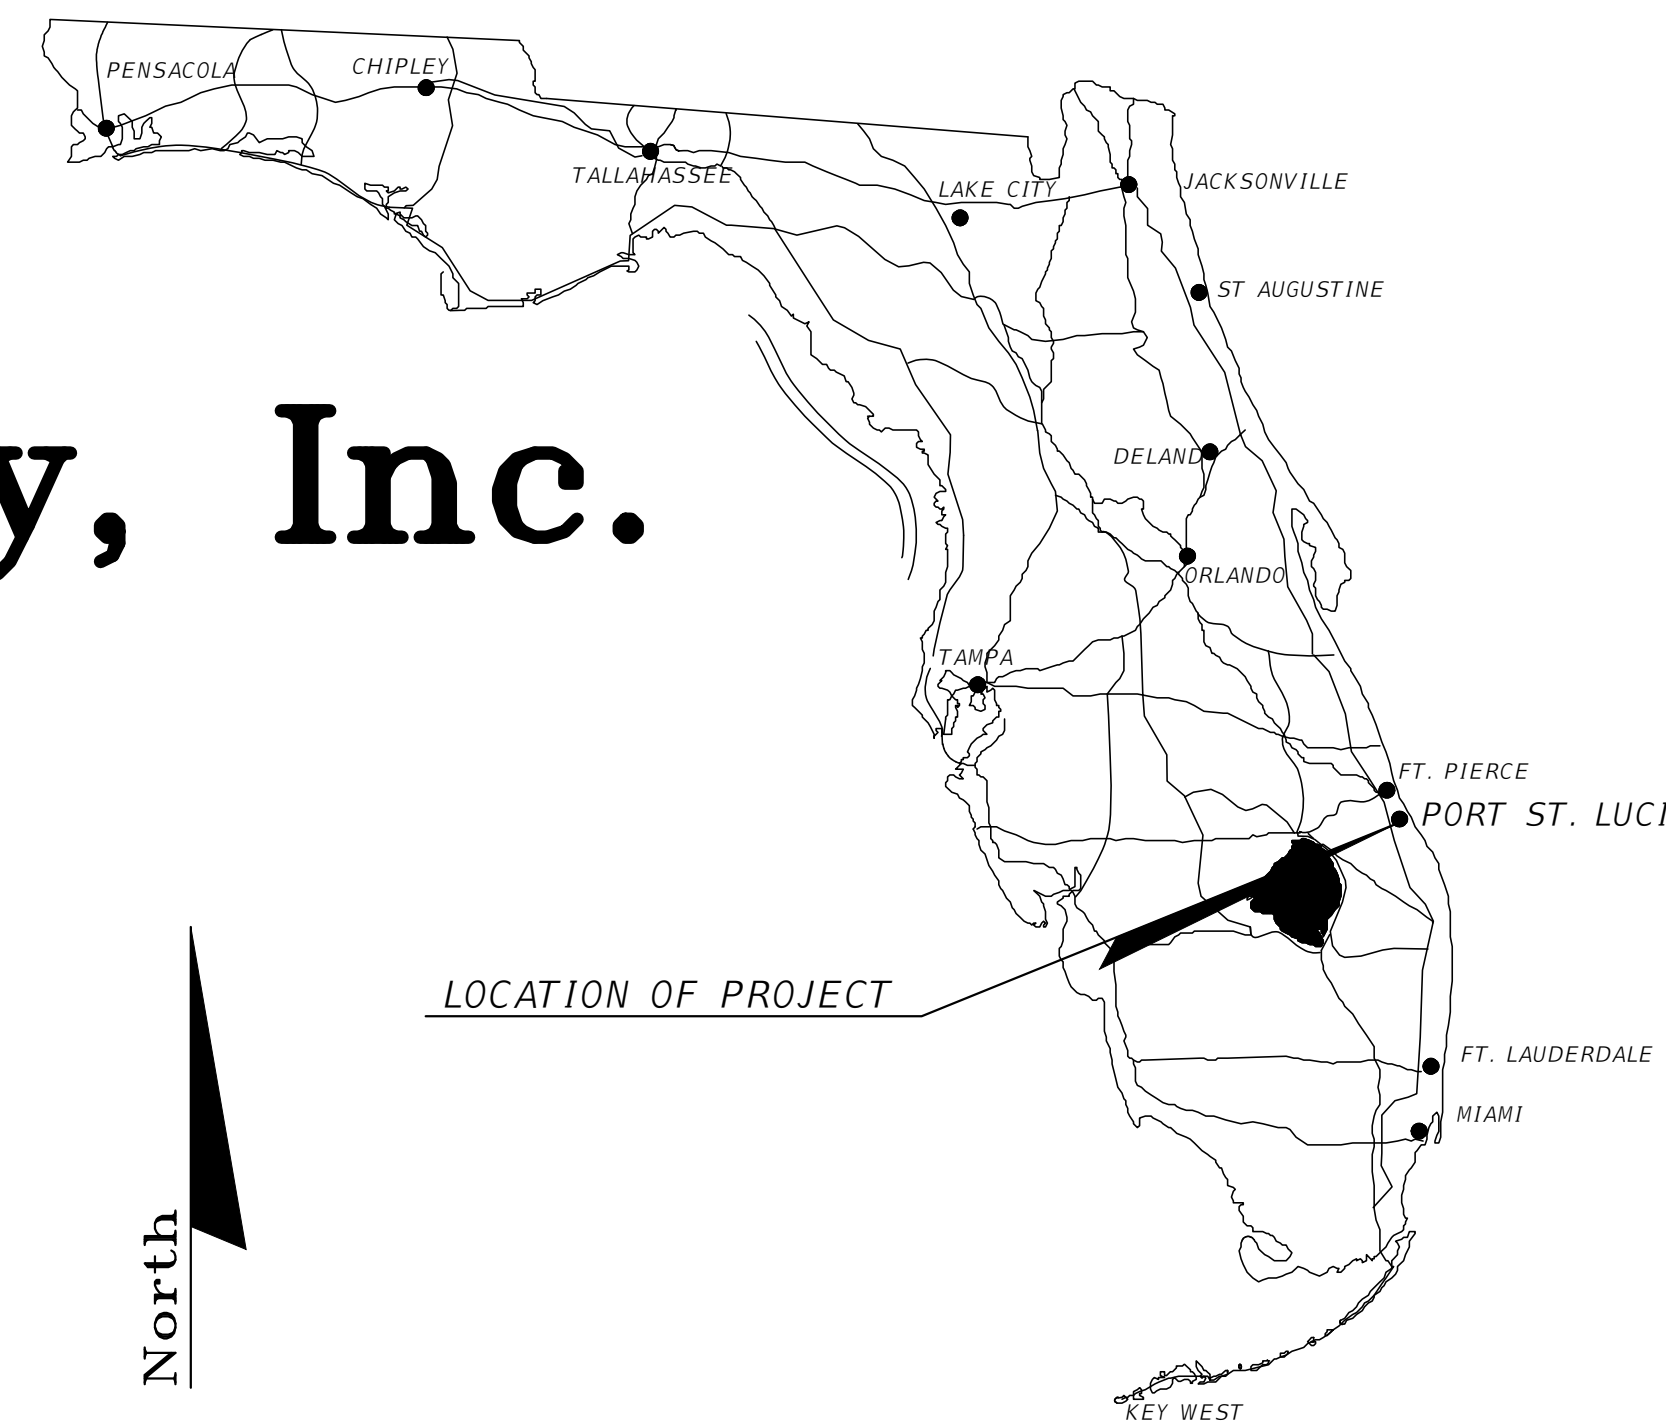 PENSACOLA
CHIPLEY
TALLAHASSEE
LAKE CITY
JACKSONVILLE
ST AUGUSTINE
y, Inc.
DELAND
ORLANDO
TAMPA
FT. PIERCE
PORT ST. LUCI
LOCATION OF PROJECT
FT. LAUDERDALE
MIAMI
North
KEY WEST